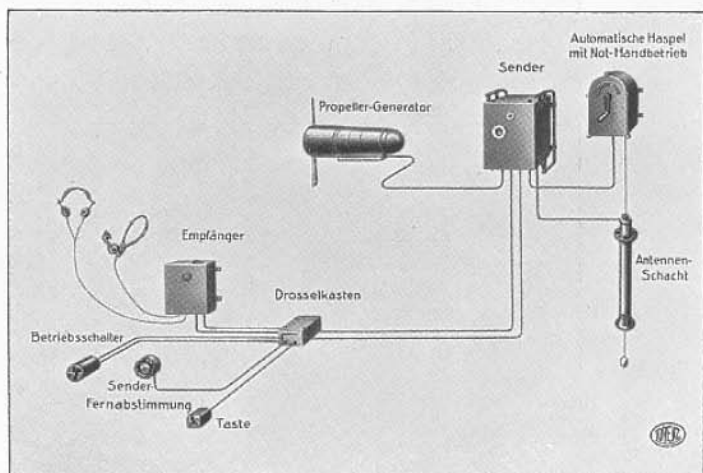 Automatische Haspel
mit Not-Handbetrieb
Sender
Propeller-Generator
Empfänger
Drosselkasten
Antennen-
Schacht
Betriebsschalter
Sender-
Fernabstimmung
Taste